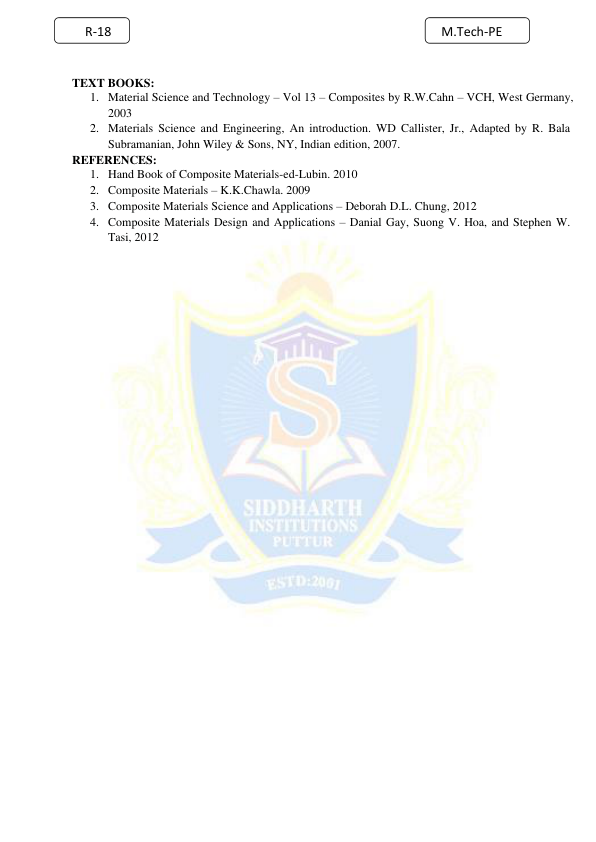 R-18
M.Tech-PE
TEXT BOOKS:
1. Material Science and Technology – Vol 13 – Composites by R.W.Cahn – VCH, West Germany,
2003
2. Materials Science and Engineering, An introduction. WD Callister, Jr., Adapted by R. Bala
Subramanian, John Wiley & Sons, NY, Indian edition, 2007.
REFERENCES:
1. Hand Book of Composite Materials-ed-Lubin. 2010
2. Composite Materials – K.K.Chawla. 2009
3. Composite Materials Science and Applications – Deborah D.L. Chung, 2012
4. Composite Materials Design and Applications – Danial Gay, Suong V. Hoa, and Stephen W.
Tasi, 2012
S
SIDDHARTH
INSTITUTIONS
PUTTUR
ESTD:2001